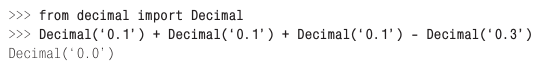 >>> from decimal import Decimal
>>> Decimal(‘0.1’) + Decimal(‘0.1’) + Decimal(‘0.1’) - Decimal(‘0.3’)
Decimal(‘0.0’)